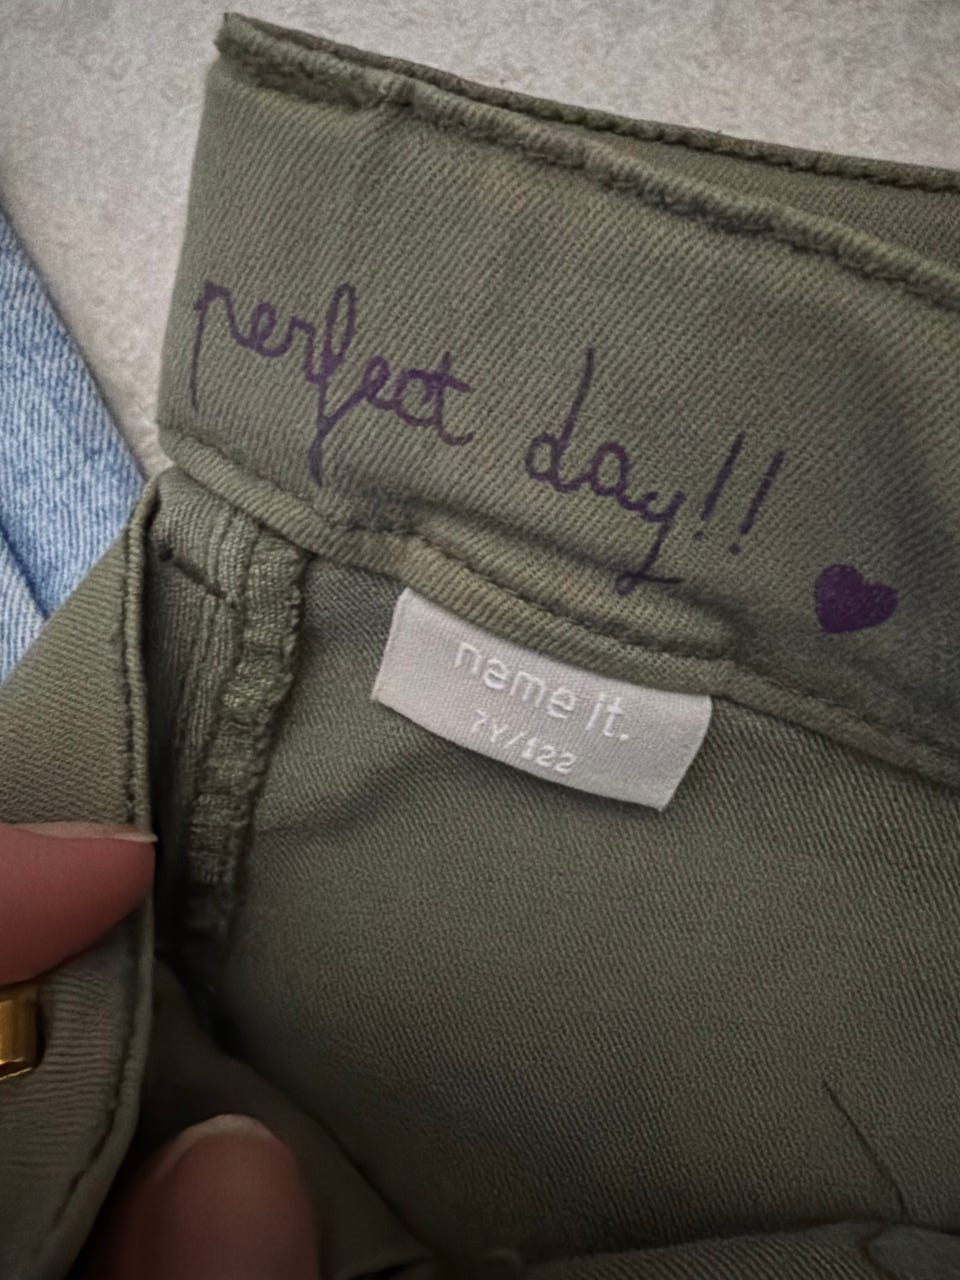 perfect day!!
name it.
7Y/122